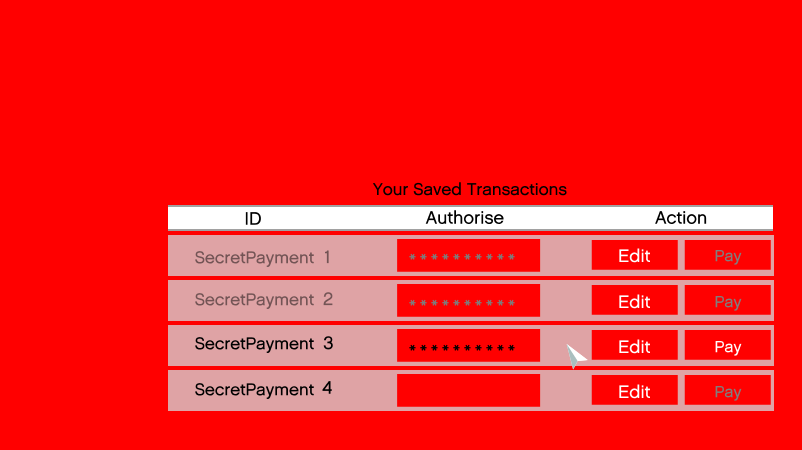 Your Saved Transactions
ID Authorise Action
SecretPayment 1 ********** Edit Pay
SecretPayment 2 ********** Edit Pay
SecretPayment 3 ********** Edit Pay
SecretPayment 4 Edit Pay